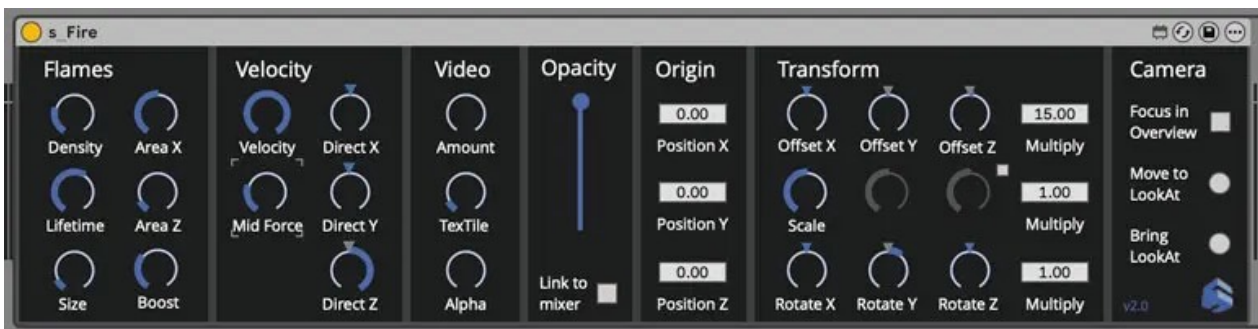 s_Fire
Flames
Density
Area X
Lifetime
Area Z
Size
Boost
Velocity
Velocity
Direct X
Mid Force
Direct Y
Direct Z
Video
Amount
TexTile
Alpha
Opacity
Link to
mixer
Origin
0.00
Position X
0.00
Position Y
0.00
Position Z
Transform
Offset X
Offset Y
Offset Z
15.00
Multiply
Scale
1.00
Multiply
Rotate X
Rotate Y
Rotate Z
1.00
Multiply
Camera
Focus in
Overview
Move to
LookAt
Bring
LookAt
v2.0